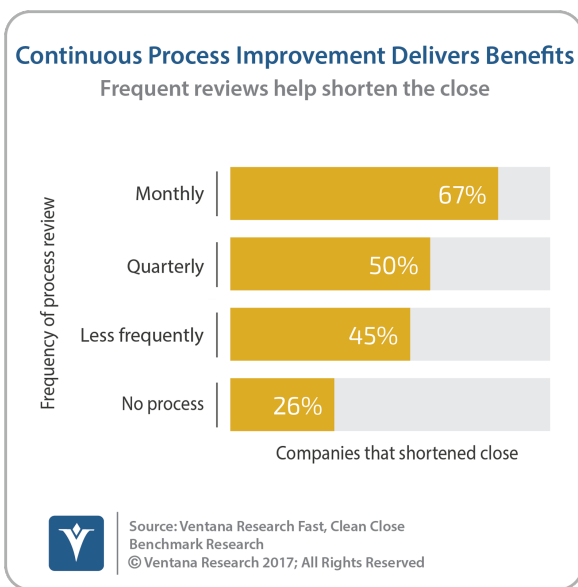 Continuous Process Improvement Delivers Benefits
Frequent reviews help shorten the close
Frequency of process review
Monthly
67%
Quarterly
50%
Less frequently
45%
No process
26%
Companies that shortened close
Source: Ventana Research Fast, Clean Close
Benchmark Research
© Ventana Research 2017; All Rights Reserved